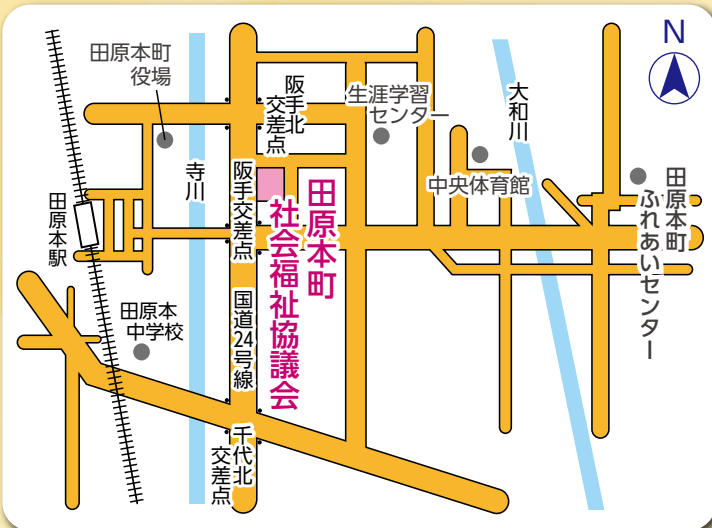 N
田原本町
役場
阪手北
交差点
生涯学習
センター
大和川
中央体育館
田原本町
ふれあいセンター
寺川
阪手交差点
田原本町
社会福祉協議会
田原本駅
田原本
中学校
国道24号線
千代北
交差点